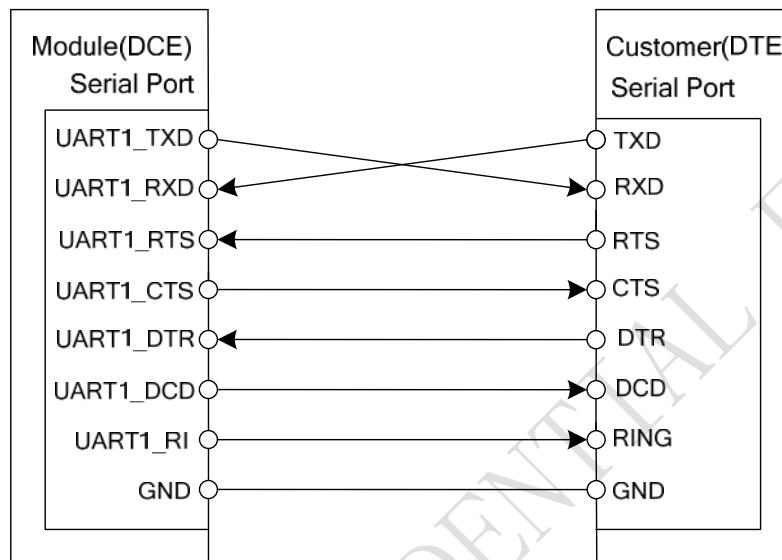 Module(DCE)
Serial Port
UART1_TXD
UART1_RXD
UART1_RTS
UART1_CTS
UART1_DTR
UART1_DCD
UART1_RI
GND
Customer(DTE
Serial Port
TXD
RXD
RTS
CTS
DTR
DCD
RING
GND